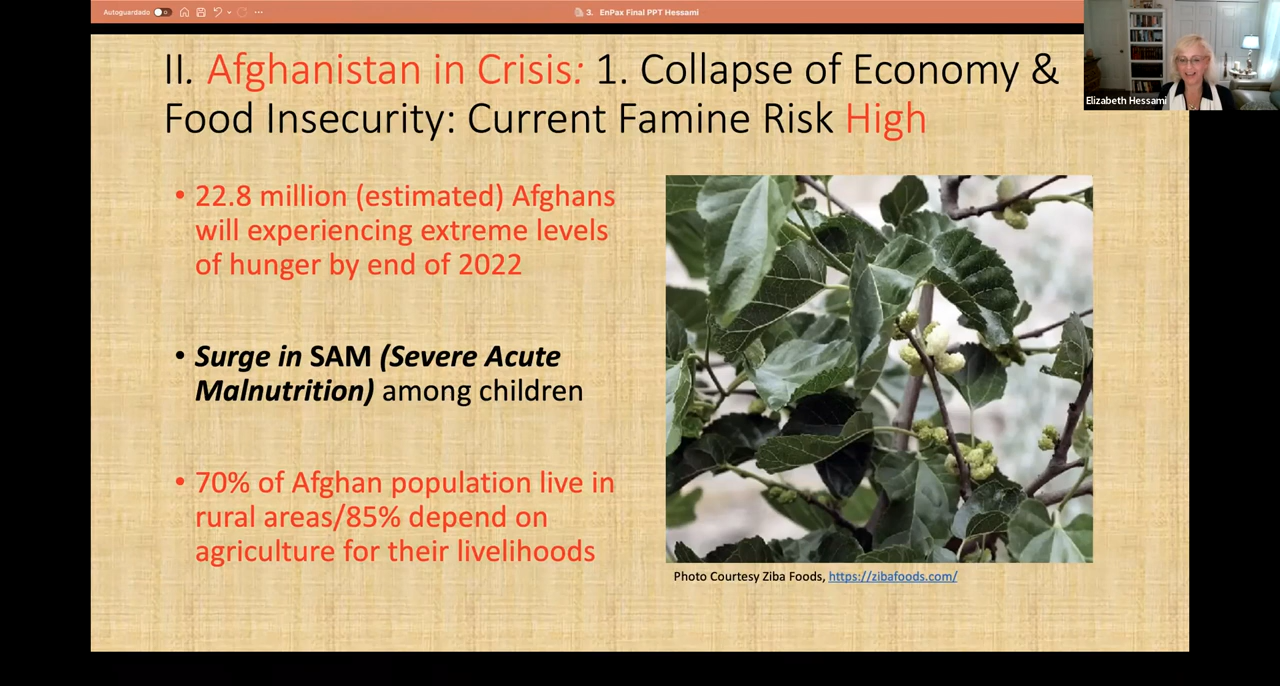 Autoguardado
3. EnPax Final PPT Hessami
Elizabeth Hessami
II. Afghanistan in Crisis: 1. Collapse of Economy &
Food Insecurity: Current Famine Risk High
• 22.8 million (estimated) Afghans
will experiencing extreme levels
of hunger by end of 2022
• Surge in SAM (Severe Acute
Malnutrition) among children
• 70% of Afghan population live in
rural areas/85% depend on
agriculture for their livelihoods
Photo Courtesy Ziba Foods, https://zibafoods.com/